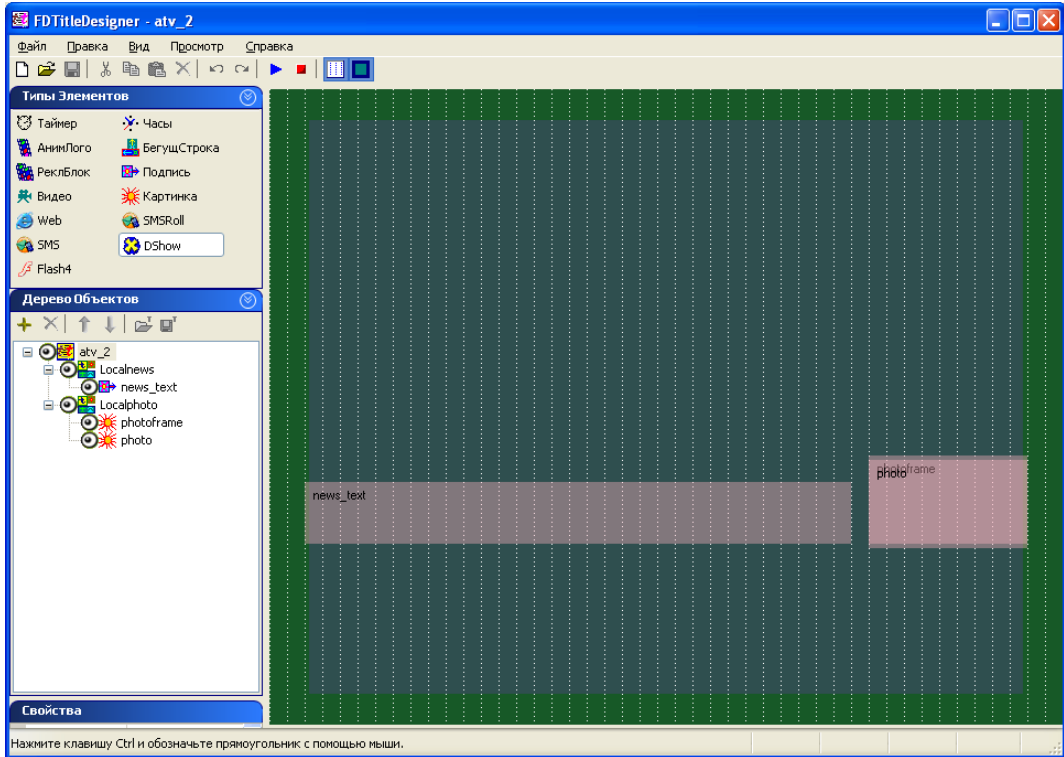 FDTitleDesigner - atv_2
Файл Правка Вид Просмотр Справка
Типы Элементов
Таймер Часы
АнимЛого БегущСтрока
РеклБлок Подпись
Видео Картинка
Web SMSRoll
SMS DShow
Flash4
Дерево Объектов
atv_2
Localnews
news_text
Localphoto
photoframe
photo
photoframe
photo
news_text
Свойства
Нажмите клавишу Ctrl и обозначьте прямоугольник с помощью мыши.